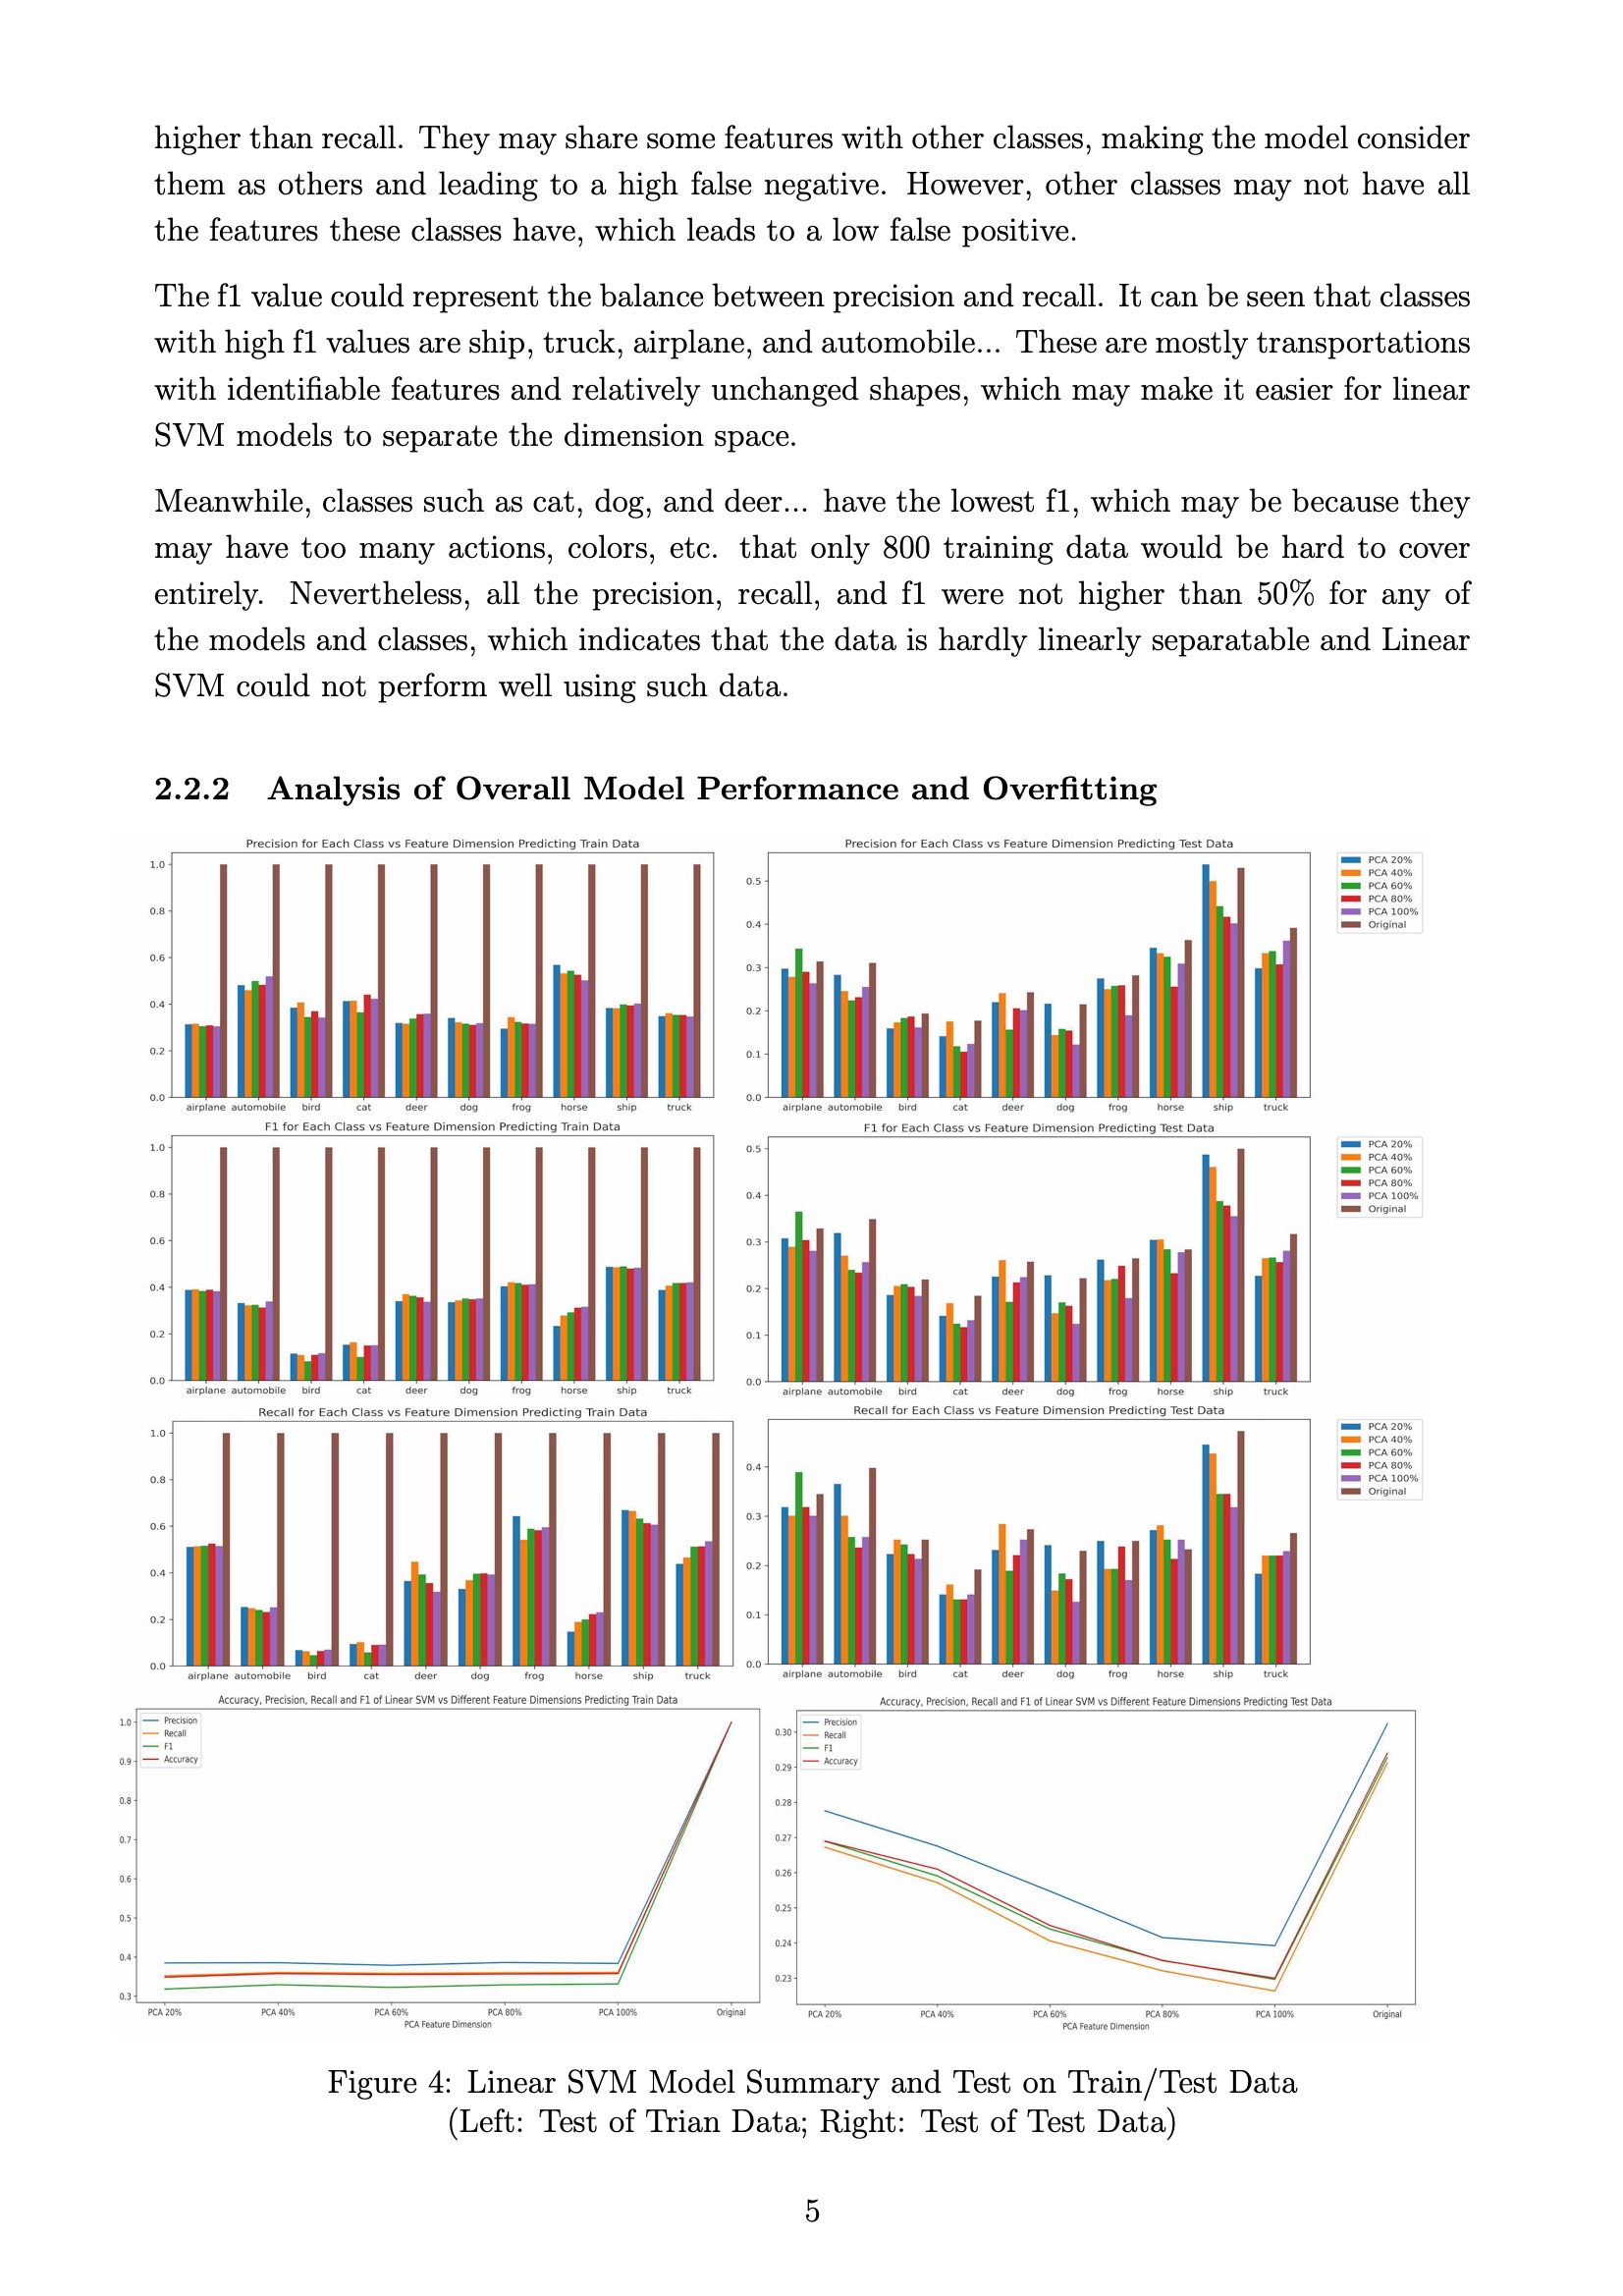 higher than recall. They may share some features with other classes, making the model consider
them as others and leading to a high false negative. However, other classes may not have all
the features these classes have, which leads to a low false positive.
The f1 value could represent the balance between precision and recall. It can be seen that classes
with high f1 values are ship, truck, airplane, and automobile... These are mostly transportations
with identifiable features and relatively unchanged shapes, which may make it easier for linear
SVM models to separate the dimension space.
Meanwhile, classes such as cat, dog, and deer... have the lowest f1, which may be because they
may have too many actions, colors, etc. that only 800 training data would be hard to cover
entirely. Nevertheless, all the precision, recall, and f1 were not higher than 50% for any of
the models and classes, which indicates that the data is hardly linearly separatable and Linear
SVM could not perform well using such data.
2.2.2 Analysis of Overall Model Performance and Overfitting
Precision for Each Class vs Feature Dimension Predicting Train Data
1.0
0.8
0.6
0.4
0.2
0.0
airplane automobile bird cat deer dog frog horse ship truck
Precision for Each Class vs Feature Dimension Predicting Test Data
0.5
0.4
0.3
0.2
0.1
0.0
airplane automobile bird cat deer dog frog horse ship truck
PCA 20%
PCA 40%
PCA 60%
PCA 80%
PCA 100%
Original
F1 for Each Class vs Feature Dimension Predicting Train Data
1.0
0.8
0.6
0.4
0.2
0.0
airplane automobile bird cat deer dog frog horse ship truck
F1 for Each Class vs Feature Dimension Predicting Test Data
0.5
0.4
0.3
0.2
0.1
0.0
airplane automobile bird cat deer dog frog horse ship truck
PCA 20%
PCA 40%
PCA 60%
PCA 80%
PCA 100%
Original
Recall for Each Class vs Feature Dimension Predicting Train Data
1.0
0.8
0.6
0.4
0.2
0.0
airplane automobile bird cat deer dog frog horse ship truck
Recall for Each Class vs Feature Dimension Predicting Test Data
0.4
0.3
0.2
0.1
0.0
airplane automobile bird cat deer dog frog horse ship truck
PCA 20%
PCA 40%
PCA 60%
PCA 80%
PCA 100%
Original
Accuracy, Precision, Recall and F1 of Linear SVM vs Different Feature Dimensions Predicting Train Data
Precision
Recall
F1
Accuracy
1.0
0.9
0.8
0.7
0.6
0.5
0.4
0.3
PCA 20% PCA 40% PCA 60% PCA 80% PCA 100% Original
PCA Feature Dimension
Accuracy, Precision, Recall and F1 of Linear SVM vs Different Feature Dimensions Predicting Test Data
Precision
Recall
F1
Accuracy
0.30
0.29
0.28
0.27
0.26
0.25
0.24
0.23
PCA 20% PCA 40% PCA 60% PCA 80% PCA 100% Original
PCA Feature Dimension
Figure 4: Linear SVM Model Summary and Test on Train/Test Data
(Left: Test of Trian Data; Right: Test of Test Data)
5